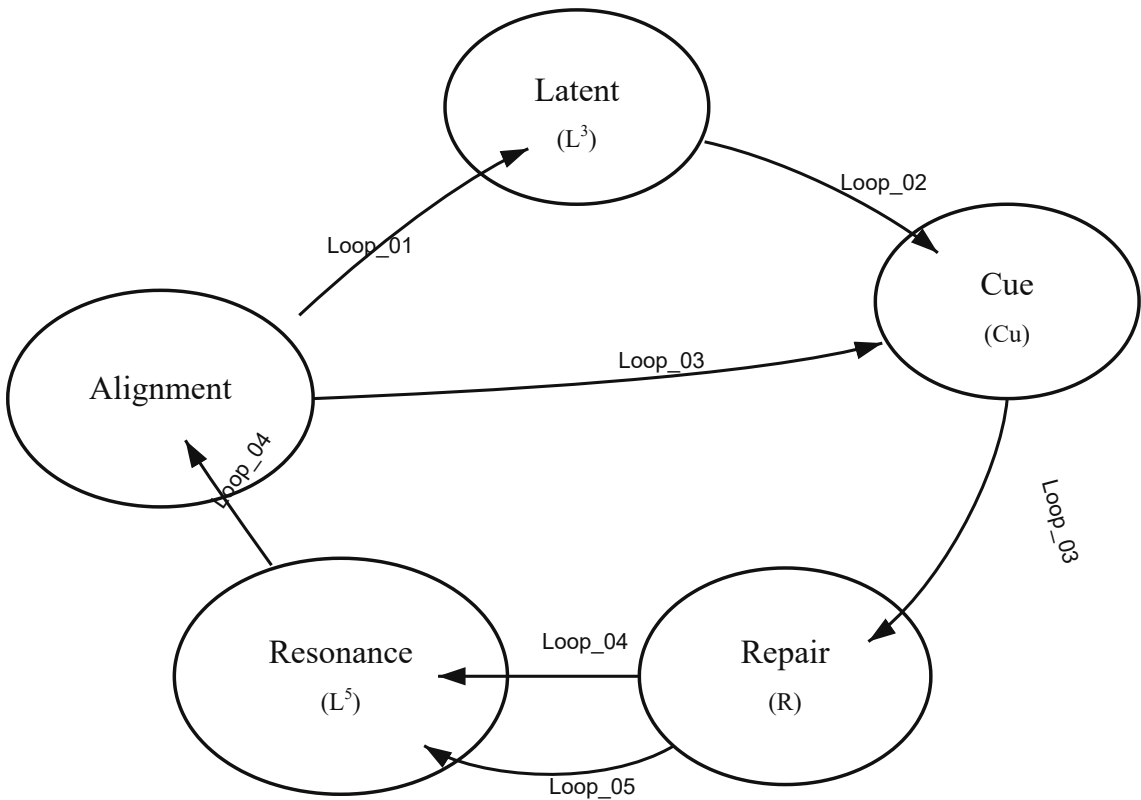 Latent
(L³)
Loop_02
Loop_01
Cue
(Cu)
Loop_03
Alignment
Loop_04
Loop_03
Loop_04
Resonance
(L⁵)
Repair
(R)
Loop_05